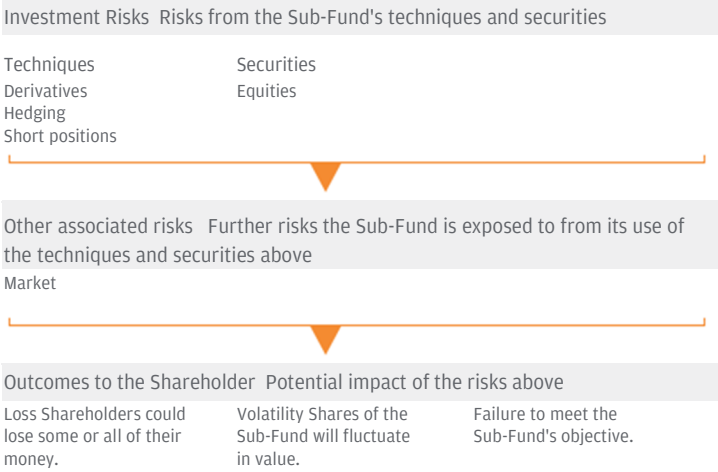 Investment Risks Risks from the Sub-Fund's techniques and securities
Techniques
Derivatives
Hedging
Short positions
Securities
Equities
Other associated risks Further risks the Sub-Fund is exposed to from its use of
the techniques and securities above
Market
Outcomes to the Shareholder Potential impact of the risks above
Loss Shareholders could
lose some or all of their
money.
Volatility Shares of the
Sub-Fund will fluctuate
in value.
Failure to meet the
Sub-Fund's objective.